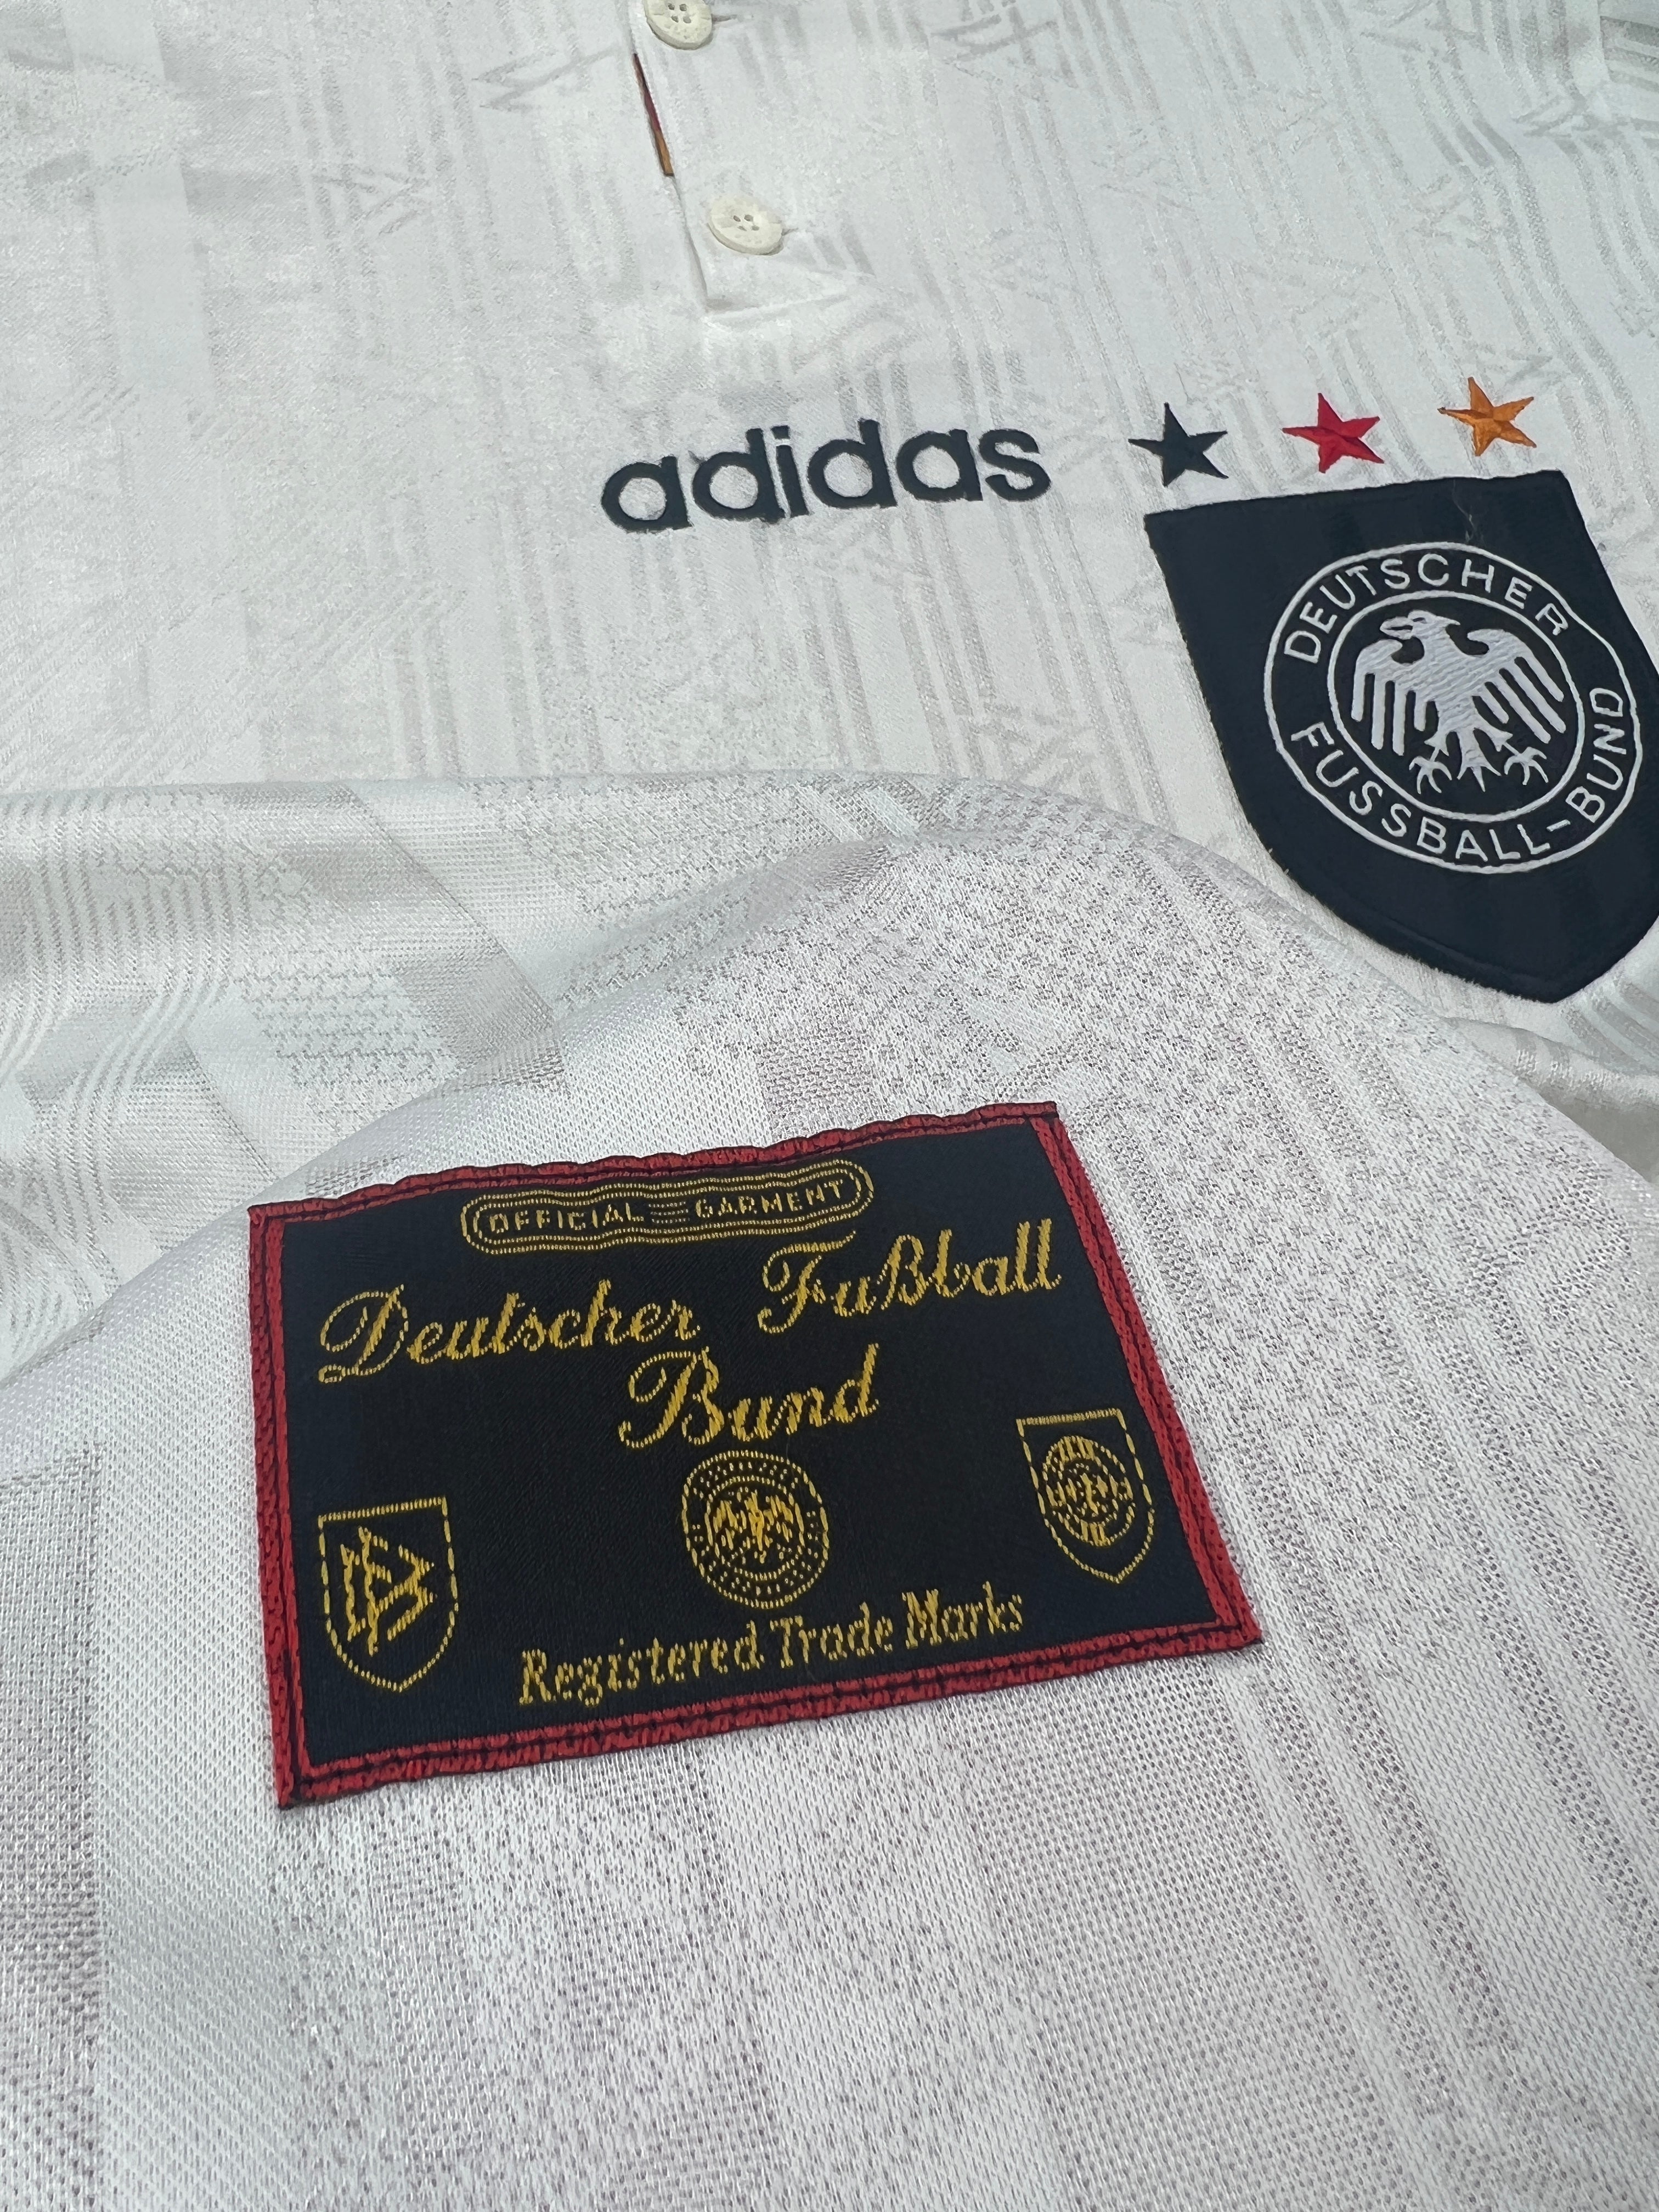 adidas
DEUTSCHER
FUSSBALL-BUND
OFFICIAL GARMENT
Deutscher Fußball
Bund
Registered Trade Marks